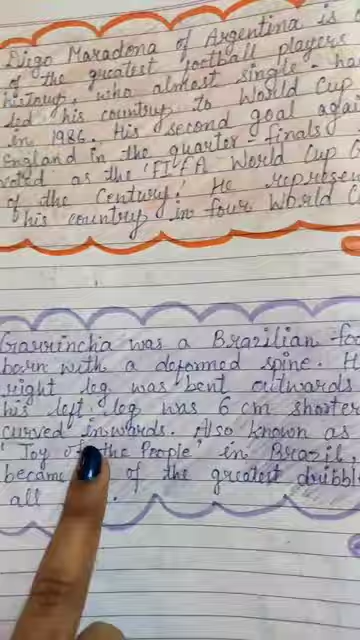 Diego Maradona of Argentina is
of the greatest football players
history, who almost single-ha
led his country to World Cup
in 1986. His second goal agai
England in the quarter-finals
voted as the 'FIFA World Cup G
of the Century! He represen
his country in four World C
Garrincha was a Brazilian foo
born with a deformed spine. H
right leg was bent outwards
his left leg was 6 cm shorter
curved inwards. Also known as
'Joy of the People' in Brazil,
became of the greatest dribbl
all